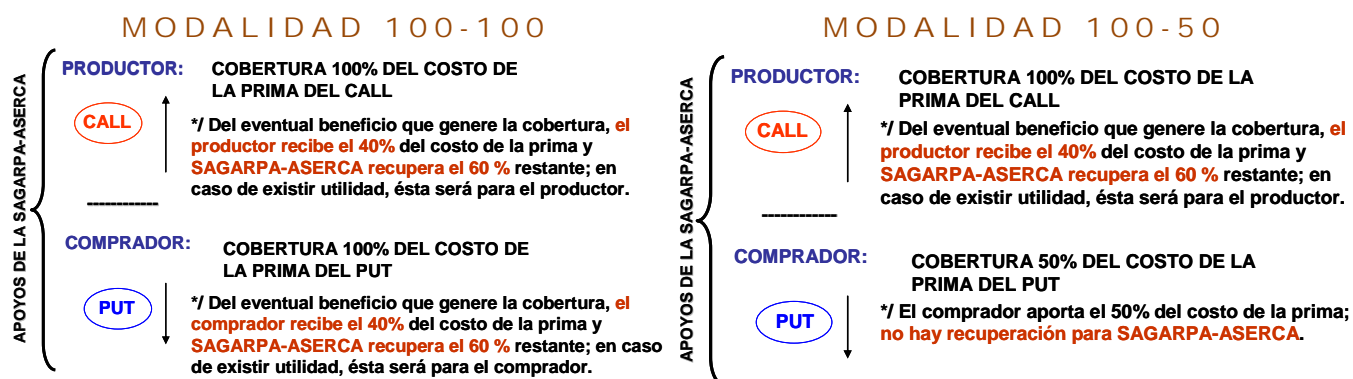 MODALIDAD 100-100
APOYOS DE LA SAGARPA-ASERCA
PRODUCTOR:
COBERTURA 100% DEL COSTO DE
LA PRIMA DEL CALL
CALL
*/ Del eventual beneficio que genere la cobertura, el
productor recibe el 40% del costo de la prima y
SAGARPA-ASERCA recupera el 60 % restante; en
caso de existir utilidad, ésta será para el productor.
------------
COMPRADOR:
COBERTURA 100% DEL COSTO DE
LA PRIMA DEL PUT
PUT
*/ Del eventual beneficio que genere la cobertura, el
comprador recibe el 40% del costo de la prima y
SAGARPA-ASERCA recupera el 60 % restante; en caso
de existir utilidad, ésta será para el comprador.
MODALIDAD 100-50
APOYOS DE LA SAGARPA-ASERCA
PRODUCTOR:
COBERTURA 100% DEL COSTO DE LA
PRIMA DEL CALL
CALL
*/ Del eventual beneficio que genere la cobertura, el
productor recibe el 40% del costo de la prima y
SAGARPA-ASERCA recupera el 60 % restante; en
caso de existir utilidad, ésta será para el productor.
------------
COMPRADOR:
COBERTURA 50% DEL COSTO DE LA
PRIMA DEL PUT
PUT
*/ El comprador aporta el 50% del costo de la prima;
no hay recuperación para SAGARPA-ASERCA.